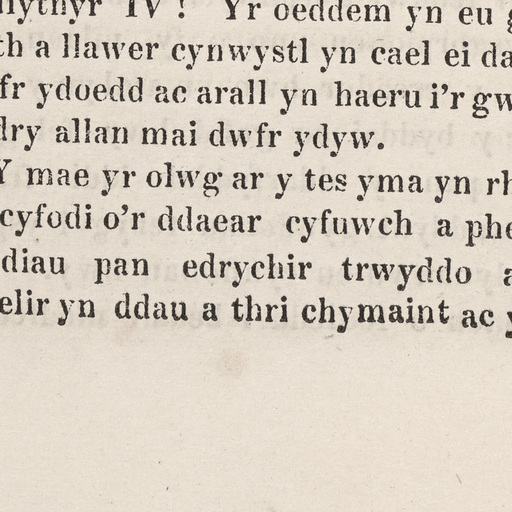 llythyr IV! Yr oeddem yn eu g
th a llawer cynwystl yn cael ei da
fr ydoedd ac arall yn haeru i'r gw
dry allan mai dwfr ydyw.
Y mae yr olwg ar y tes yma yn rh
cyfodi o'r ddaear cyfuwch a phe
diau pan edrychir trwyddo a
elir yn ddau a thri chymaint ac y